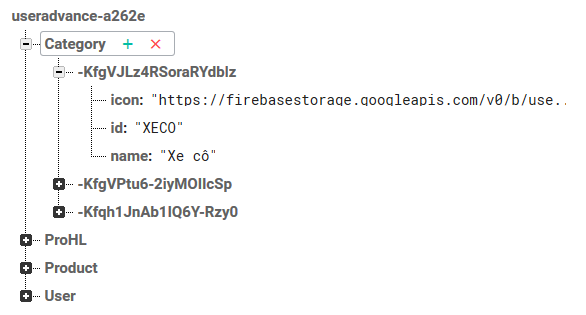 useradvance-a262e
Category + ×
-KfgVJLz4RSoraRYdblz
icon: "https://firebasestorage.googleapis.com/v0/b/use...
id: "XECO"
name: "Xe cô"
-KfgVPtu6-2iyMOIlcSp
-Kfqh1JnAb1IQ6Y-Rzy0
ProHL
Product
User